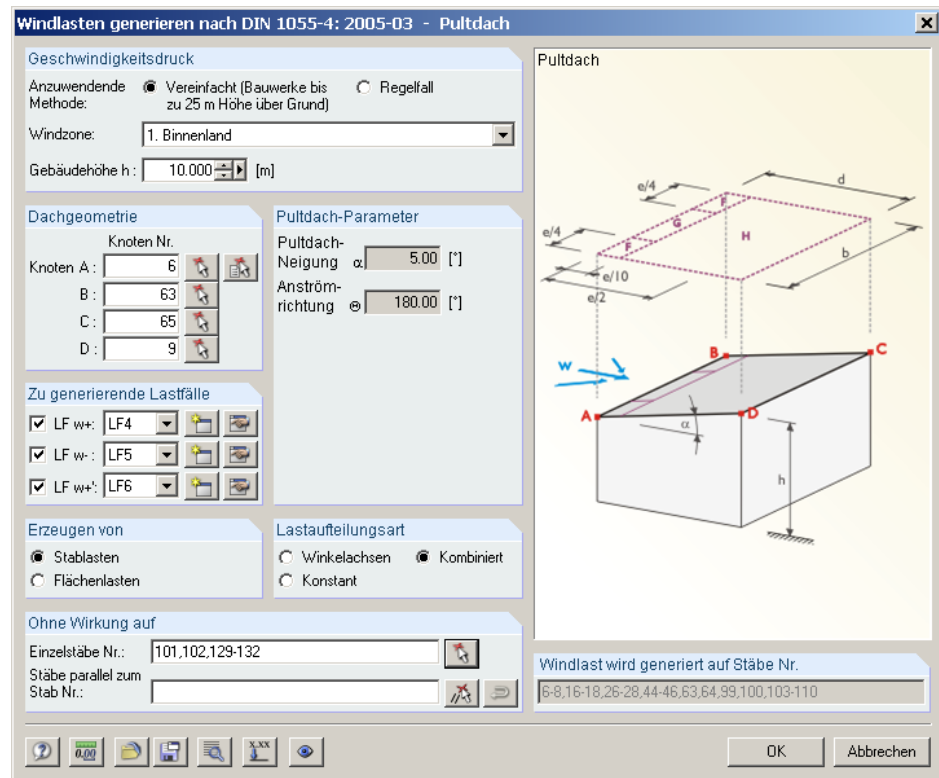 Windlasten generieren nach DIN 1055-4: 2005-03 - Pultdach
Geschwindigkeitsdruck
Anzuwendende Methode:
Vereinfacht (Bauwerke bis zu 25 m Höhe über Grund)
Regelfall
Windzone:
1. Binnenland
Gebäudehöhe h :
10.000
[m]
Dachgeometrie
Knoten Nr.
Knoten A : 6
B : 63
C : 65
D : 9
Pultdach-Parameter
Pultdach-
Neigung α 5.00 [°]
Anström-
richtung Θ 180.00 [°]
Zu generierende Lastfälle
LF w+: LF4
LF w- : LF5
LF w+': LF6
Erzeugen von
Stablasten
Flächenlasten
Lastaufteilungsart
Winkelachsen
Kombiniert
Konstant
Ohne Wirkung auf
Einzelstäbe Nr.: 101,102,129-132
Stäbe parallel zum
Stab Nr.:
Pultdach
e/4
d
F
G
e/4
F
H
b
e/10
e/2
W
B
C
A
D
α
h
Windlast wird generiert auf Stäbe Nr.
6-8,16-18,26-28,44-46,63,64,99,100,103-110
0.00
x.xx
OK
Abbrechen